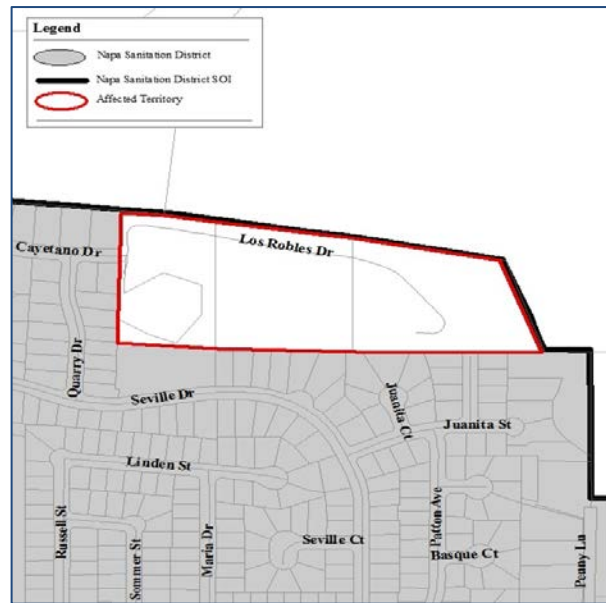 Legend
Napa Sanitation District
Napa Sanitation District SOI
Affected Territory
Cayetano Dr
Los Robles Dr
Quarry Dr
Seville Dr
Juanita Ct
Juanita St
Linden St
Russell St
Sommer St
Maria Dr
Seville Ct
Patton Ave
Basque Ct
Penny Ln